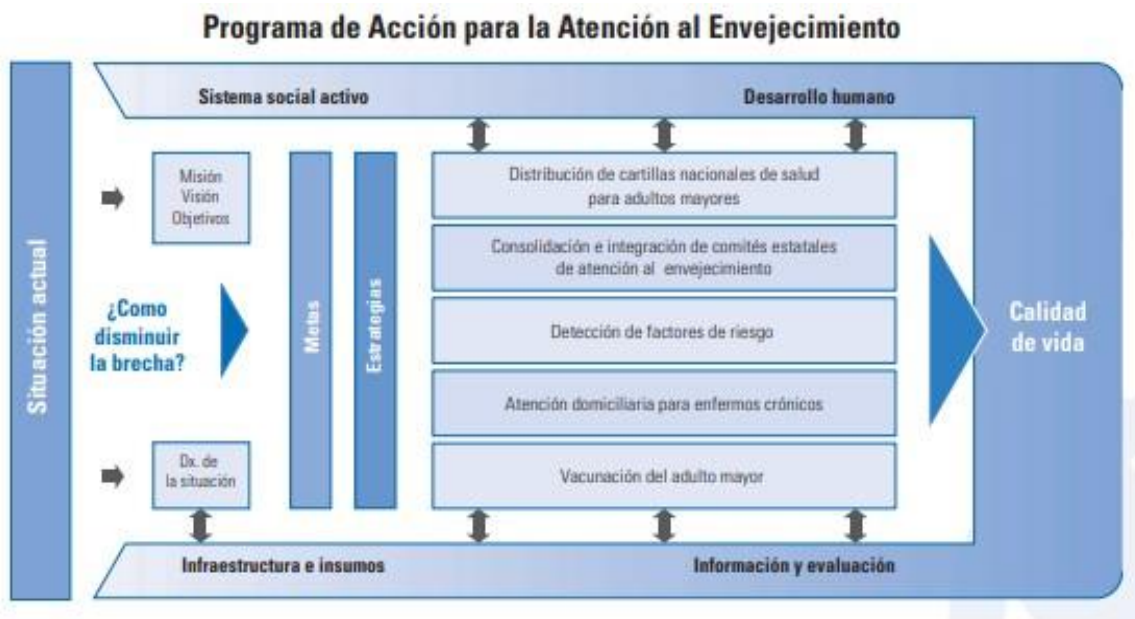 Programa de Acción para la Atención al Envejecimiento
Sistema social activo
Desarrollo humano
Situación actual
Misión
Visión
Objetivos
¿Como
disminuir
la brecha?
Dx. de
la situación
Metas
Estrategias
Distribución de cartillas nacionales de salud
para adultos mayores
Consolidación e integración de comités estatales
de atención al envejecimiento
Detección de factores de riesgo
Atención domiciliaria para enfermos crónicos
Vacunación del adulto mayor
Calidad
de vida
Infraestructura e insumos
Información y evaluación